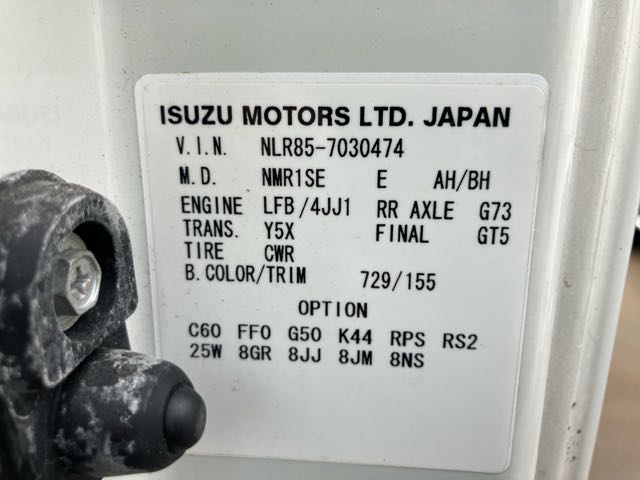 ISUZU MOTORS LTD. JAPAN
V.I.N. NLR85-7030474
M.D. NMR1SE E AH/BH
ENGINE LFB/4JJ1 RR AXLE G73
TRANS. Y5X FINAL GT5
TIRE CWR
B.COLOR/TRIM 729/155
OPTION
C60 FF0 G50 K44 RPS RS2
25W 8GR 8JJ 8JM 8NS